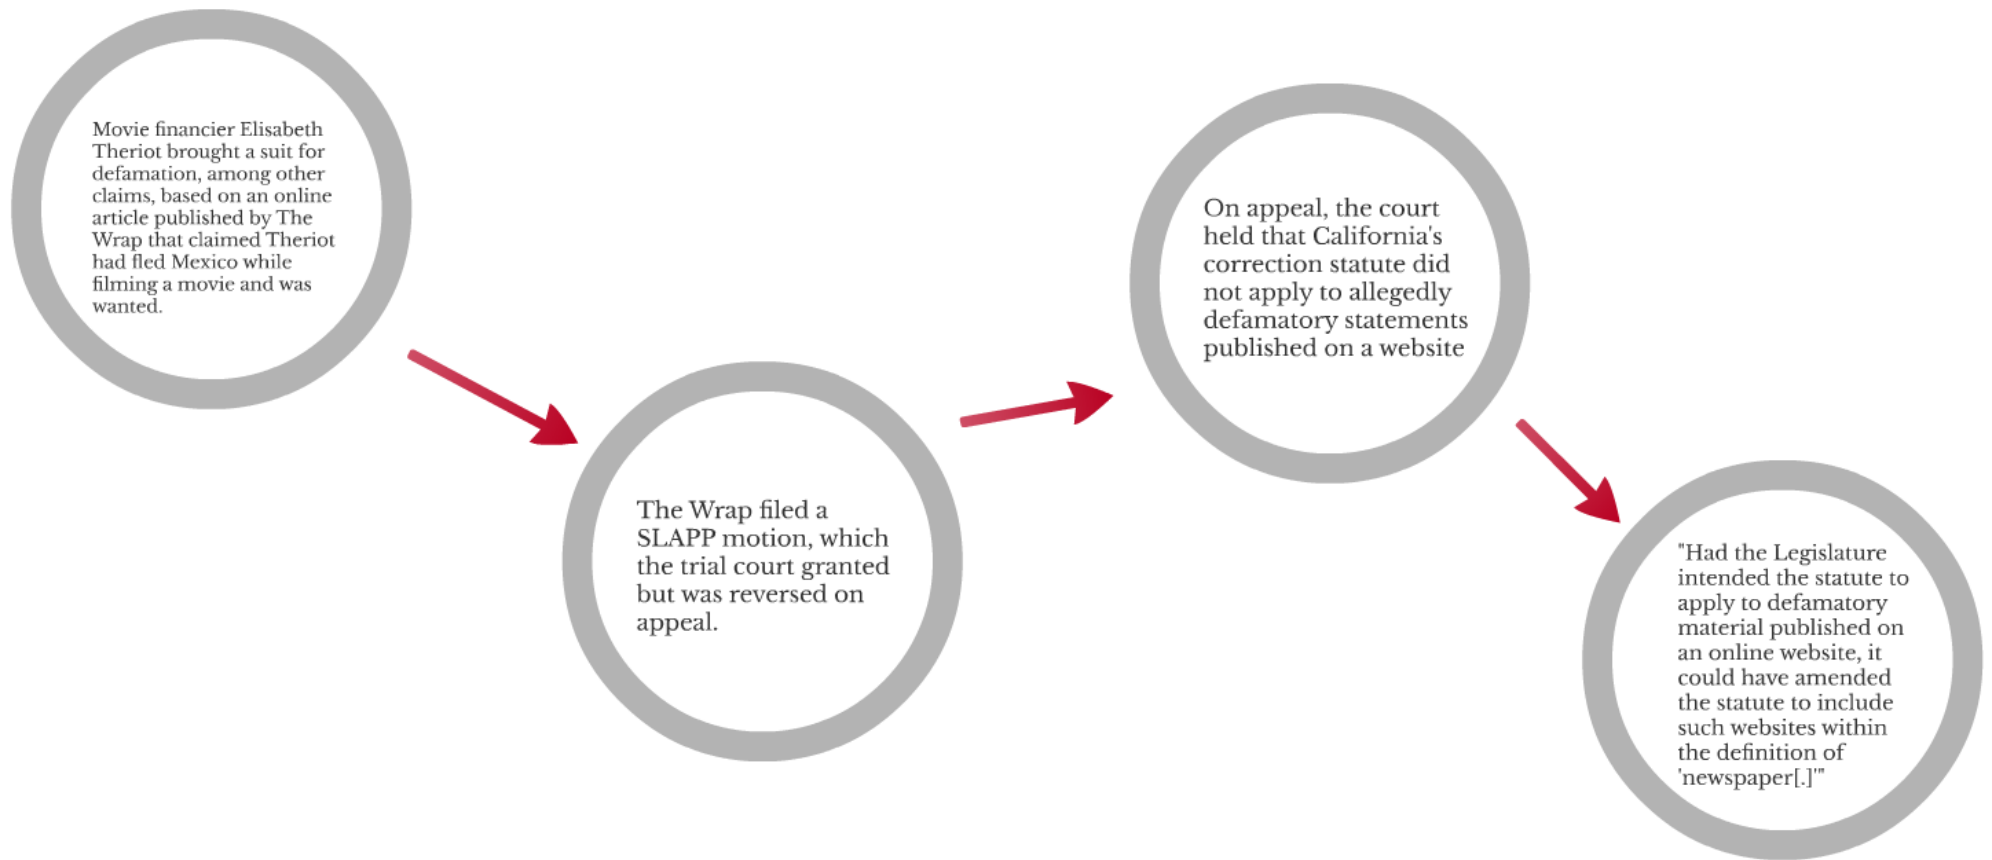 Movie financier Elisabeth
Theriot brought a suit for
defamation, among other
claims, based on an online
article published by The
Wrap that claimed Theriot
had fled Mexico while
filming a movie and was
wanted.
The Wrap filed a
SLAPP motion, which
the trial court granted
but was reversed on
appeal.
On appeal, the court
held that California's
correction statute did
not apply to allegedly
defamatory statements
published on a website
"Had the Legislature
intended the statute to
apply to defamatory
material published on
an online website, it
could have amended
the statute to include
such websites within
the definition of
'newspaper[.]'"